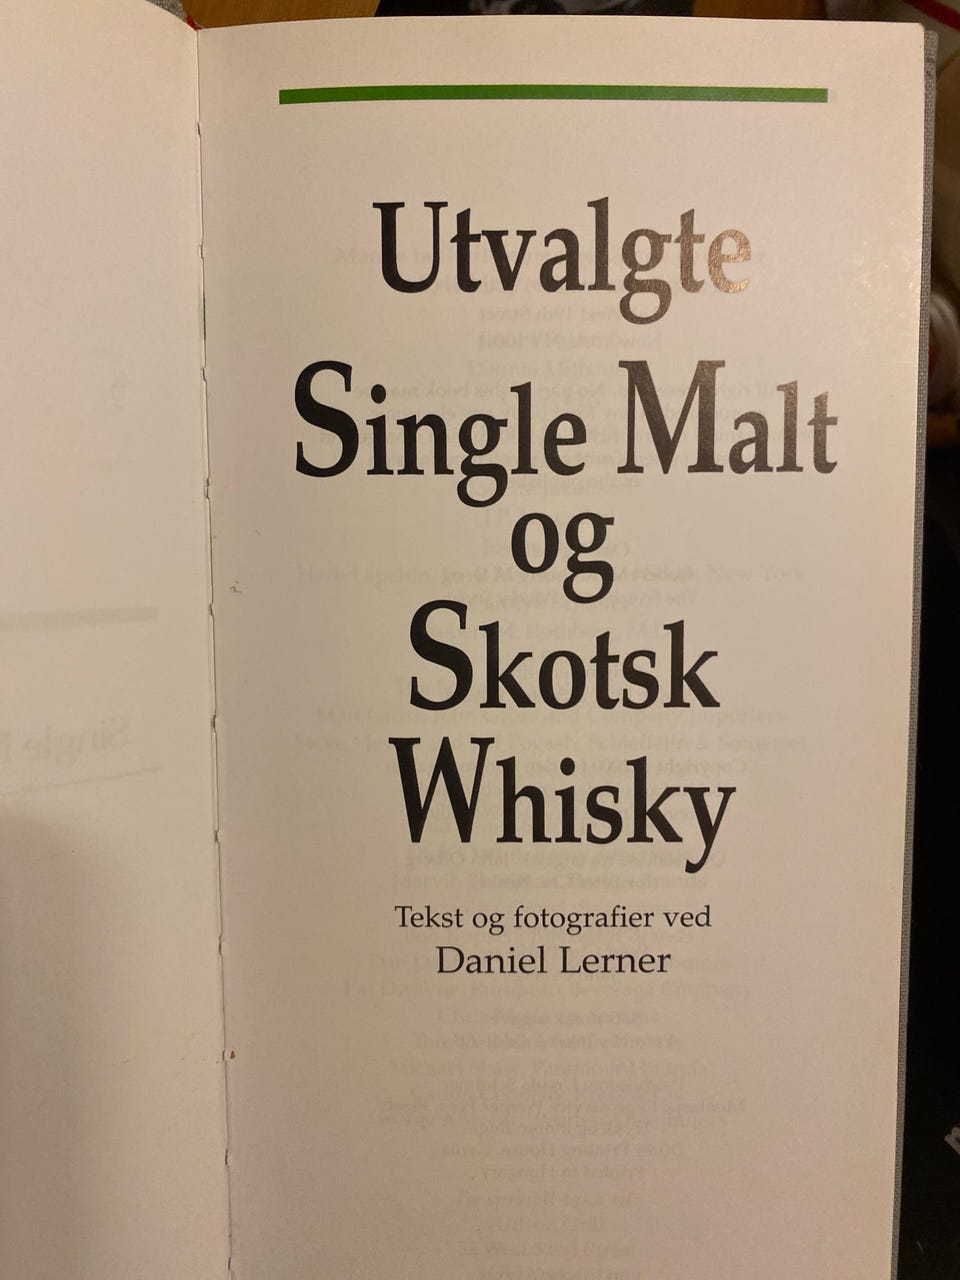 Utvalgte
Single Malt
og
Skotsk
Whisky
Tekst og fotografier ved
Daniel Lerner